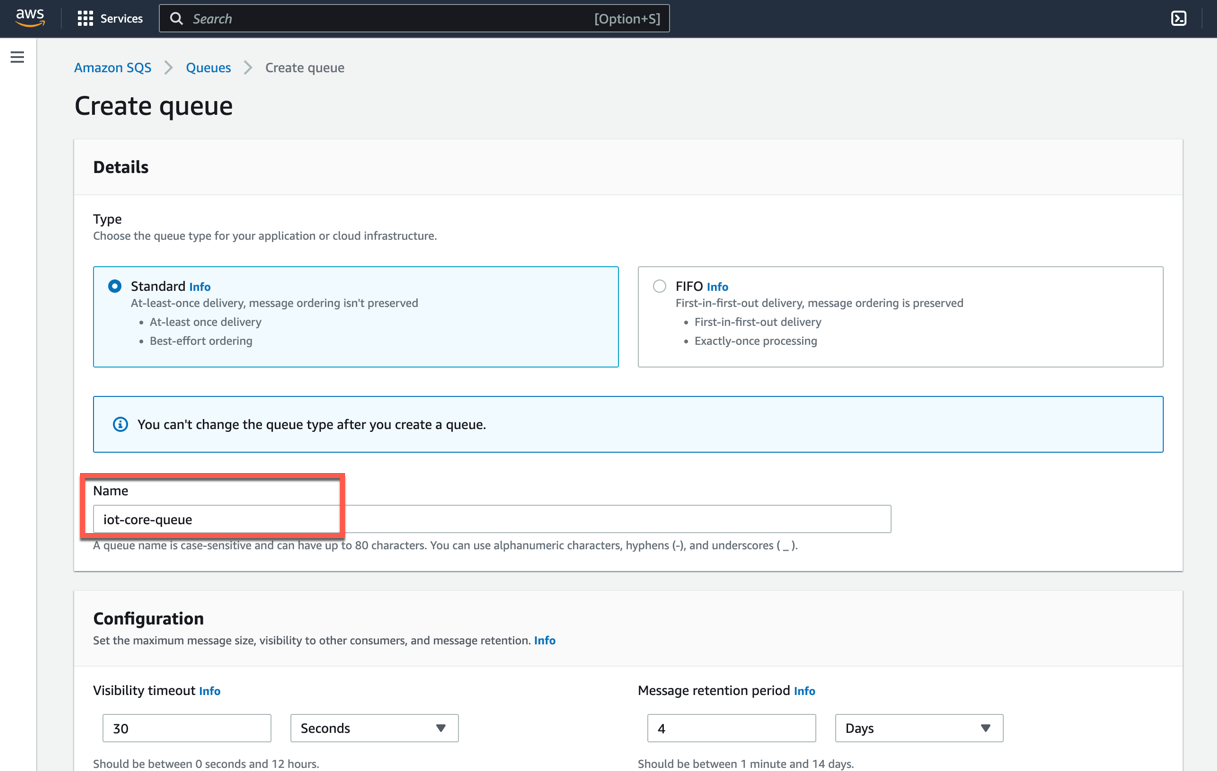 aws Services Search [Option+S]
Amazon SQS Queues Create queue
Create queue
Details
Type
Choose the queue type for your application or cloud infrastructure.
Standard Info
At-least-once delivery, message ordering isn't preserved
• At-least once delivery
• Best-effort ordering
FIFO Info
First-in-first-out delivery, message ordering is preserved
• First-in-first-out delivery
• Exactly-once processing
You can't change the queue type after you create a queue.
Name
iot-core-queue
A queue name is case-sensitive and can have up to 80 characters. You can use alphanumeric characters, hyphens (-), and underscores ( _ ).
Configuration
Set the maximum message size, visibility to other consumers, and message retention. Info
Visibility timeout Info
30 Seconds
Should be between 0 seconds and 12 hours.
Message retention period Info
4 Days
Should be between 1 minute and 14 days.